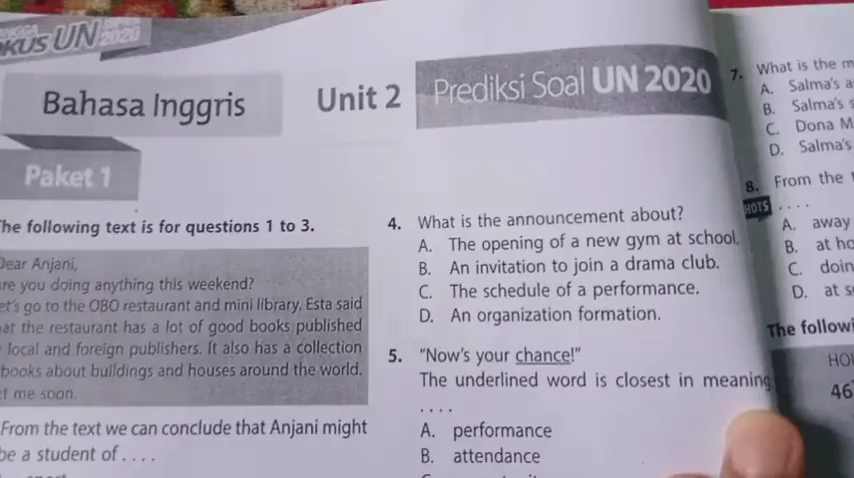 KUS UN 2020
Bahasa Inggris
Unit 2
Prediksi Soal UN 2020
Paket 1
he following text is for questions 1 to 3.
Dear Anjani,
re you doing anything this weekend?
et's go to the OBO restaurant and mini library. Esta said
at the restaurant has a lot of good books published
local and foreign publishers. It also has a collection
books about buildings and houses around the world.
t me soon.
From the text we can conclude that Anjani might
be a student of . . . .
4. What is the announcement about?
A. The opening of a new gym at school.
B. An invitation to join a drama club.
C. The schedule of a performance.
D. An organization formation.
5. “Now's your chance!”
The underlined word is closest in meaning
. . . .
A. performance
B. attendance
7. What is the m
A. Salma's a
B. Salma's s
C. Dona M
D. Salma's
8. From the t
HOTS . . . .
A. away
B. at ho
C. doin
D. at s
The followi
HO
46